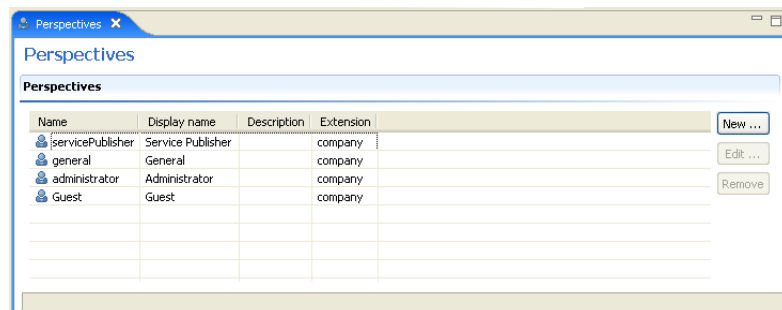 Perspectives
Perspectives
Perspectives
Name Display name Description Extension
servicePublisher Service Publisher company
general General company
administrator Administrator company
Guest Guest company
New ...
Edit ...
Remove